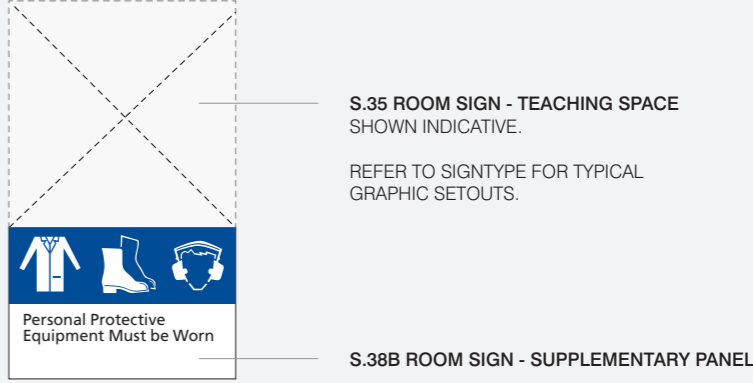 S.35 ROOM SIGN - TEACHING SPACE
SHOWN INDICATIVE.
REFER TO SIGNTYPE FOR TYPICAL
GRAPHIC SETOUTS.
Personal Protective
Equipment Must be Worn
S.38B ROOM SIGN - SUPPLEMENTARY PANEL